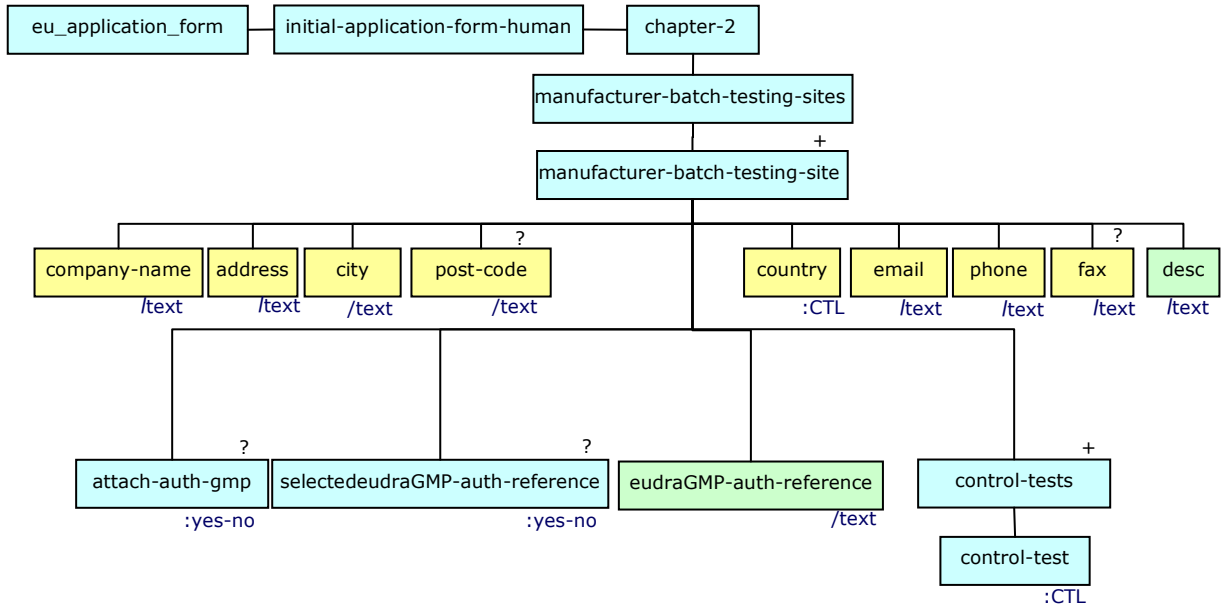 eu_application_form
initial-application-form-human
chapter-2
manufacturer-batch-testing-sites
+
manufacturer-batch-testing-site
?
?
company-name
address
city
post-code
country
email
phone
fax
desc
/text
/text
/text
/text
:CTL
/text
/text
/text
/text
?
?
+
attach-auth-gmp
selectedeudraGMP-auth-reference
eudraGMP-auth-reference
control-tests
:yes-no
:yes-no
/text
control-test
:CTL